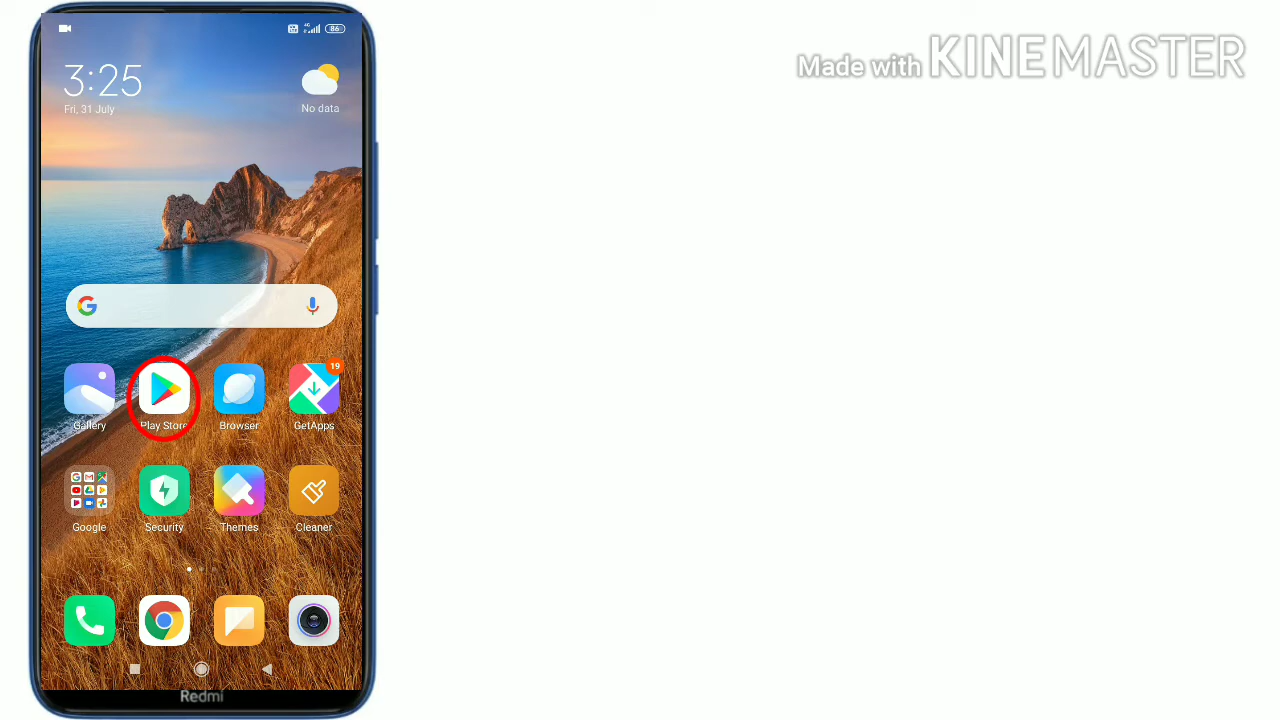 Made with KINEMASTER
86
3:25
Fri, 31 July
No data
19
Gallery
Play Store
Browser
GetApps
Google
Security
Themes
Cleaner
Redmi